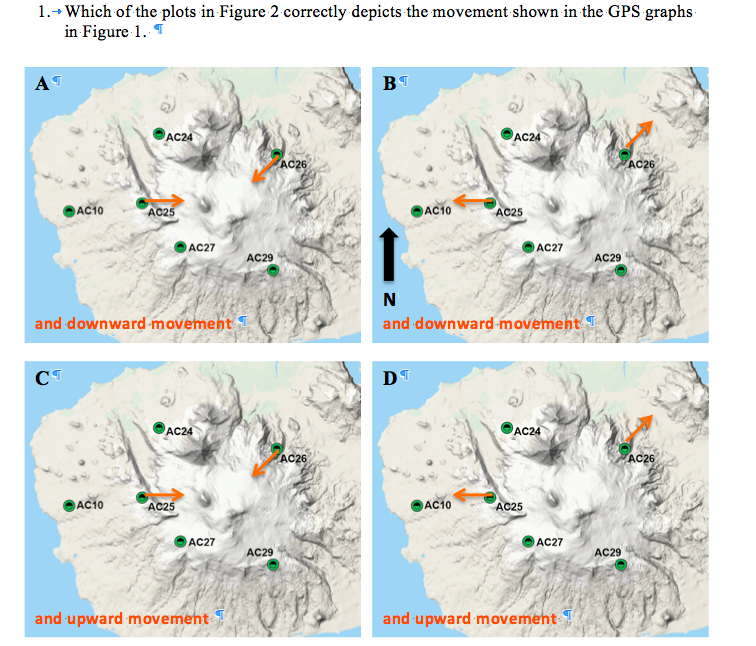 1.→ Which of the plots in Figure 2 correctly depicts the movement shown in the GPS graphs
in Figure 1. ¶
A¶
AC24
AC26
AC10
AC25
AC27
AC29
and downward movement ¶
B¶
AC24
AC26
AC10
AC25
AC27
AC29
N
and downward movement ¶
C¶
AC24
AC26
AC10
AC25
AC27
AC29
and upward movement ¶
D¶
AC24
AC26
AC10
AC25
AC27
AC29
and upward movement ¶